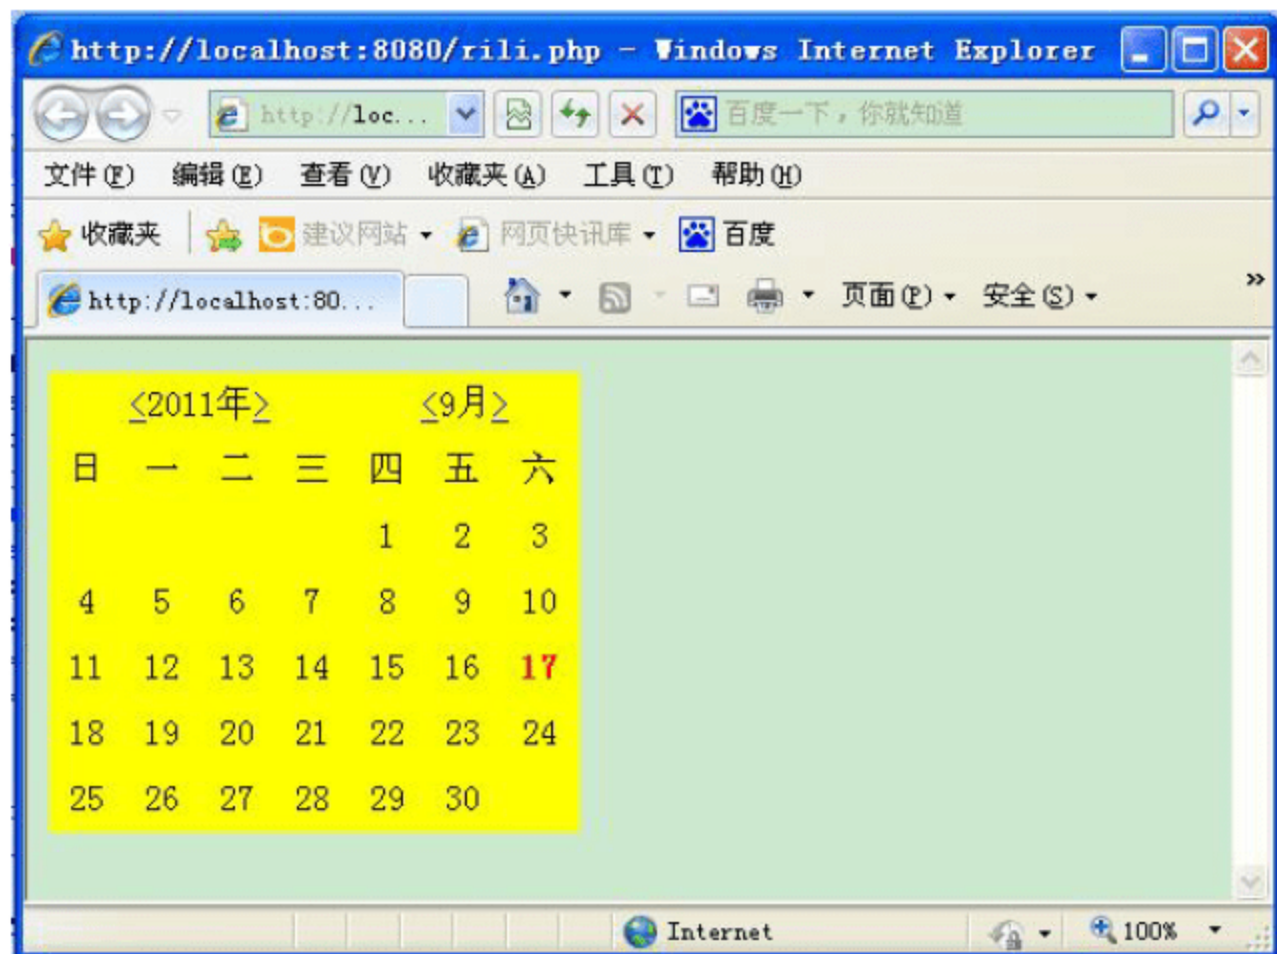 http://localhost:8080/rili.php - Windows Internet Explorer
http://loc... 百度一下，你就知道
文件(F) 编辑(E) 查看(V) 收藏夹(A) 工具(T) 帮助(H)
收藏夹 建议网站 网页快讯库 百度
http://localhost:80... 页面(P) 安全(S) »
<2011年> <9月>
日 一 二 三 四 五 六
1 2 3
4 5 6 7 8 9 10
11 12 13 14 15 16 17
18 19 20 21 22 23 24
25 26 27 28 29 30
Internet 100%